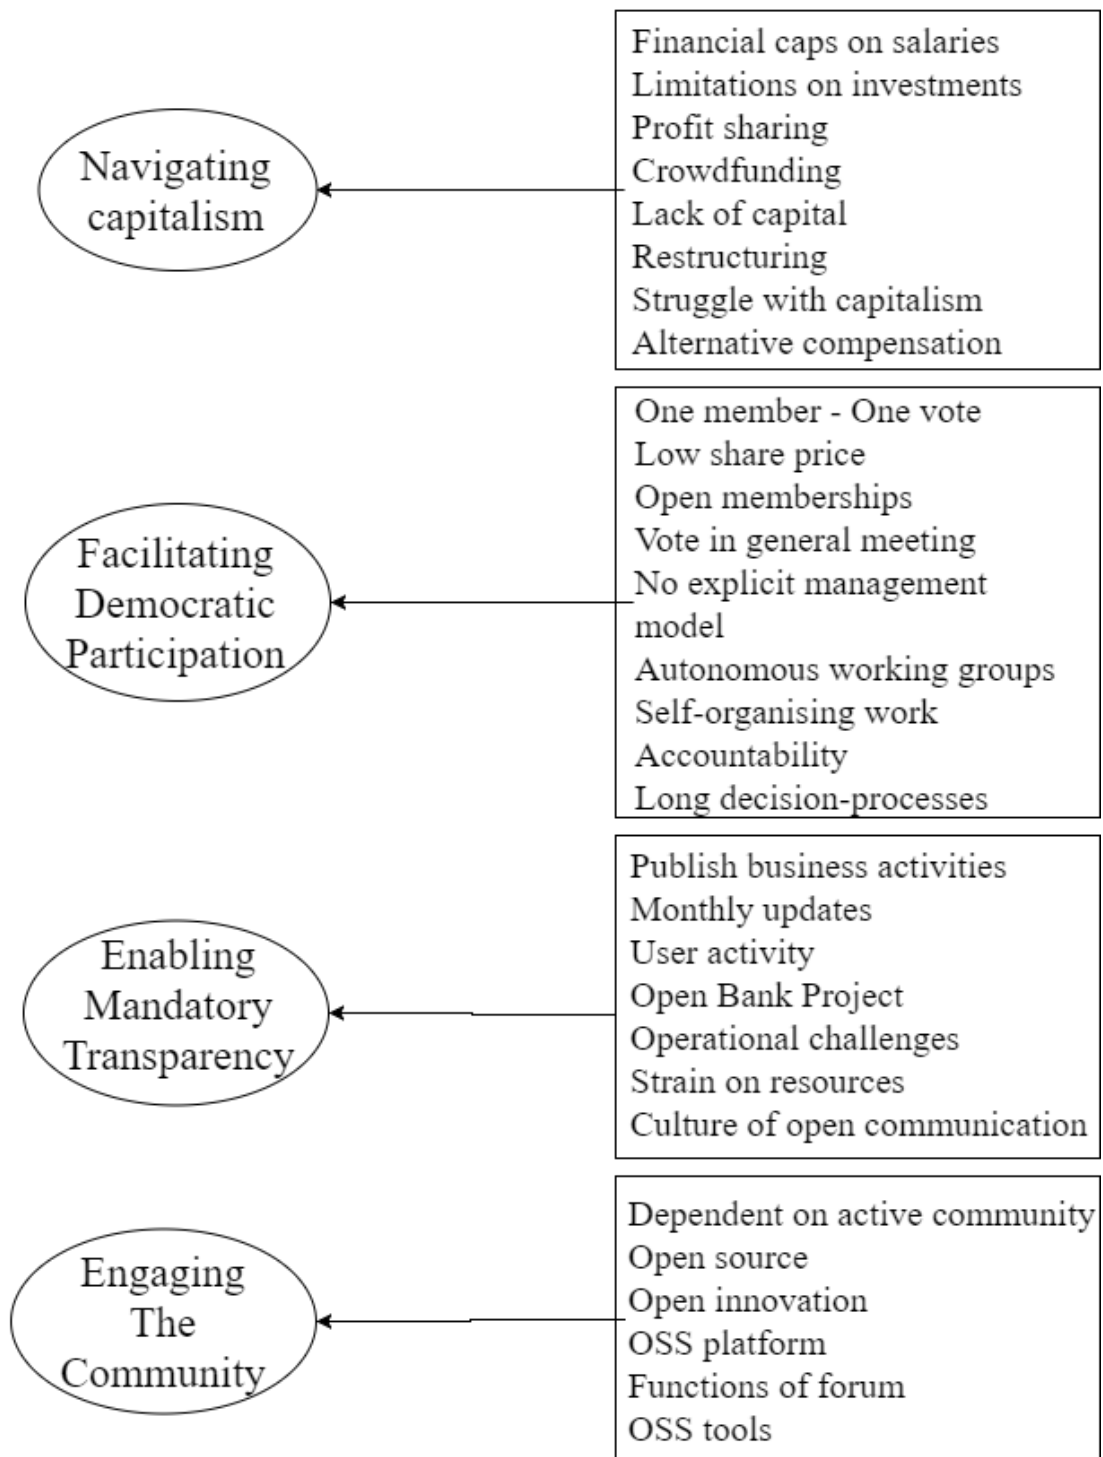 Navigating
capitalism
Financial caps on salaries
Limitations on investments
Profit sharing
Crowdfunding
Lack of capital
Restructuring
Struggle with capitalism
Alternative compensation
Facilitating
Democratic
Participation
One member - One vote
Low share price
Open memberships
Vote in general meeting
No explicit management
model
Autonomous working groups
Self-organising work
Accountability
Long decision-processes
Enabling
Mandatory
Transparency
Publish business activities
Monthly updates
User activity
Open Bank Project
Operational challenges
Strain on resources
Culture of open communication
Engaging
The
Community
Dependent on active community
Open source
Open innovation
OSS platform
Functions of forum
OSS tools